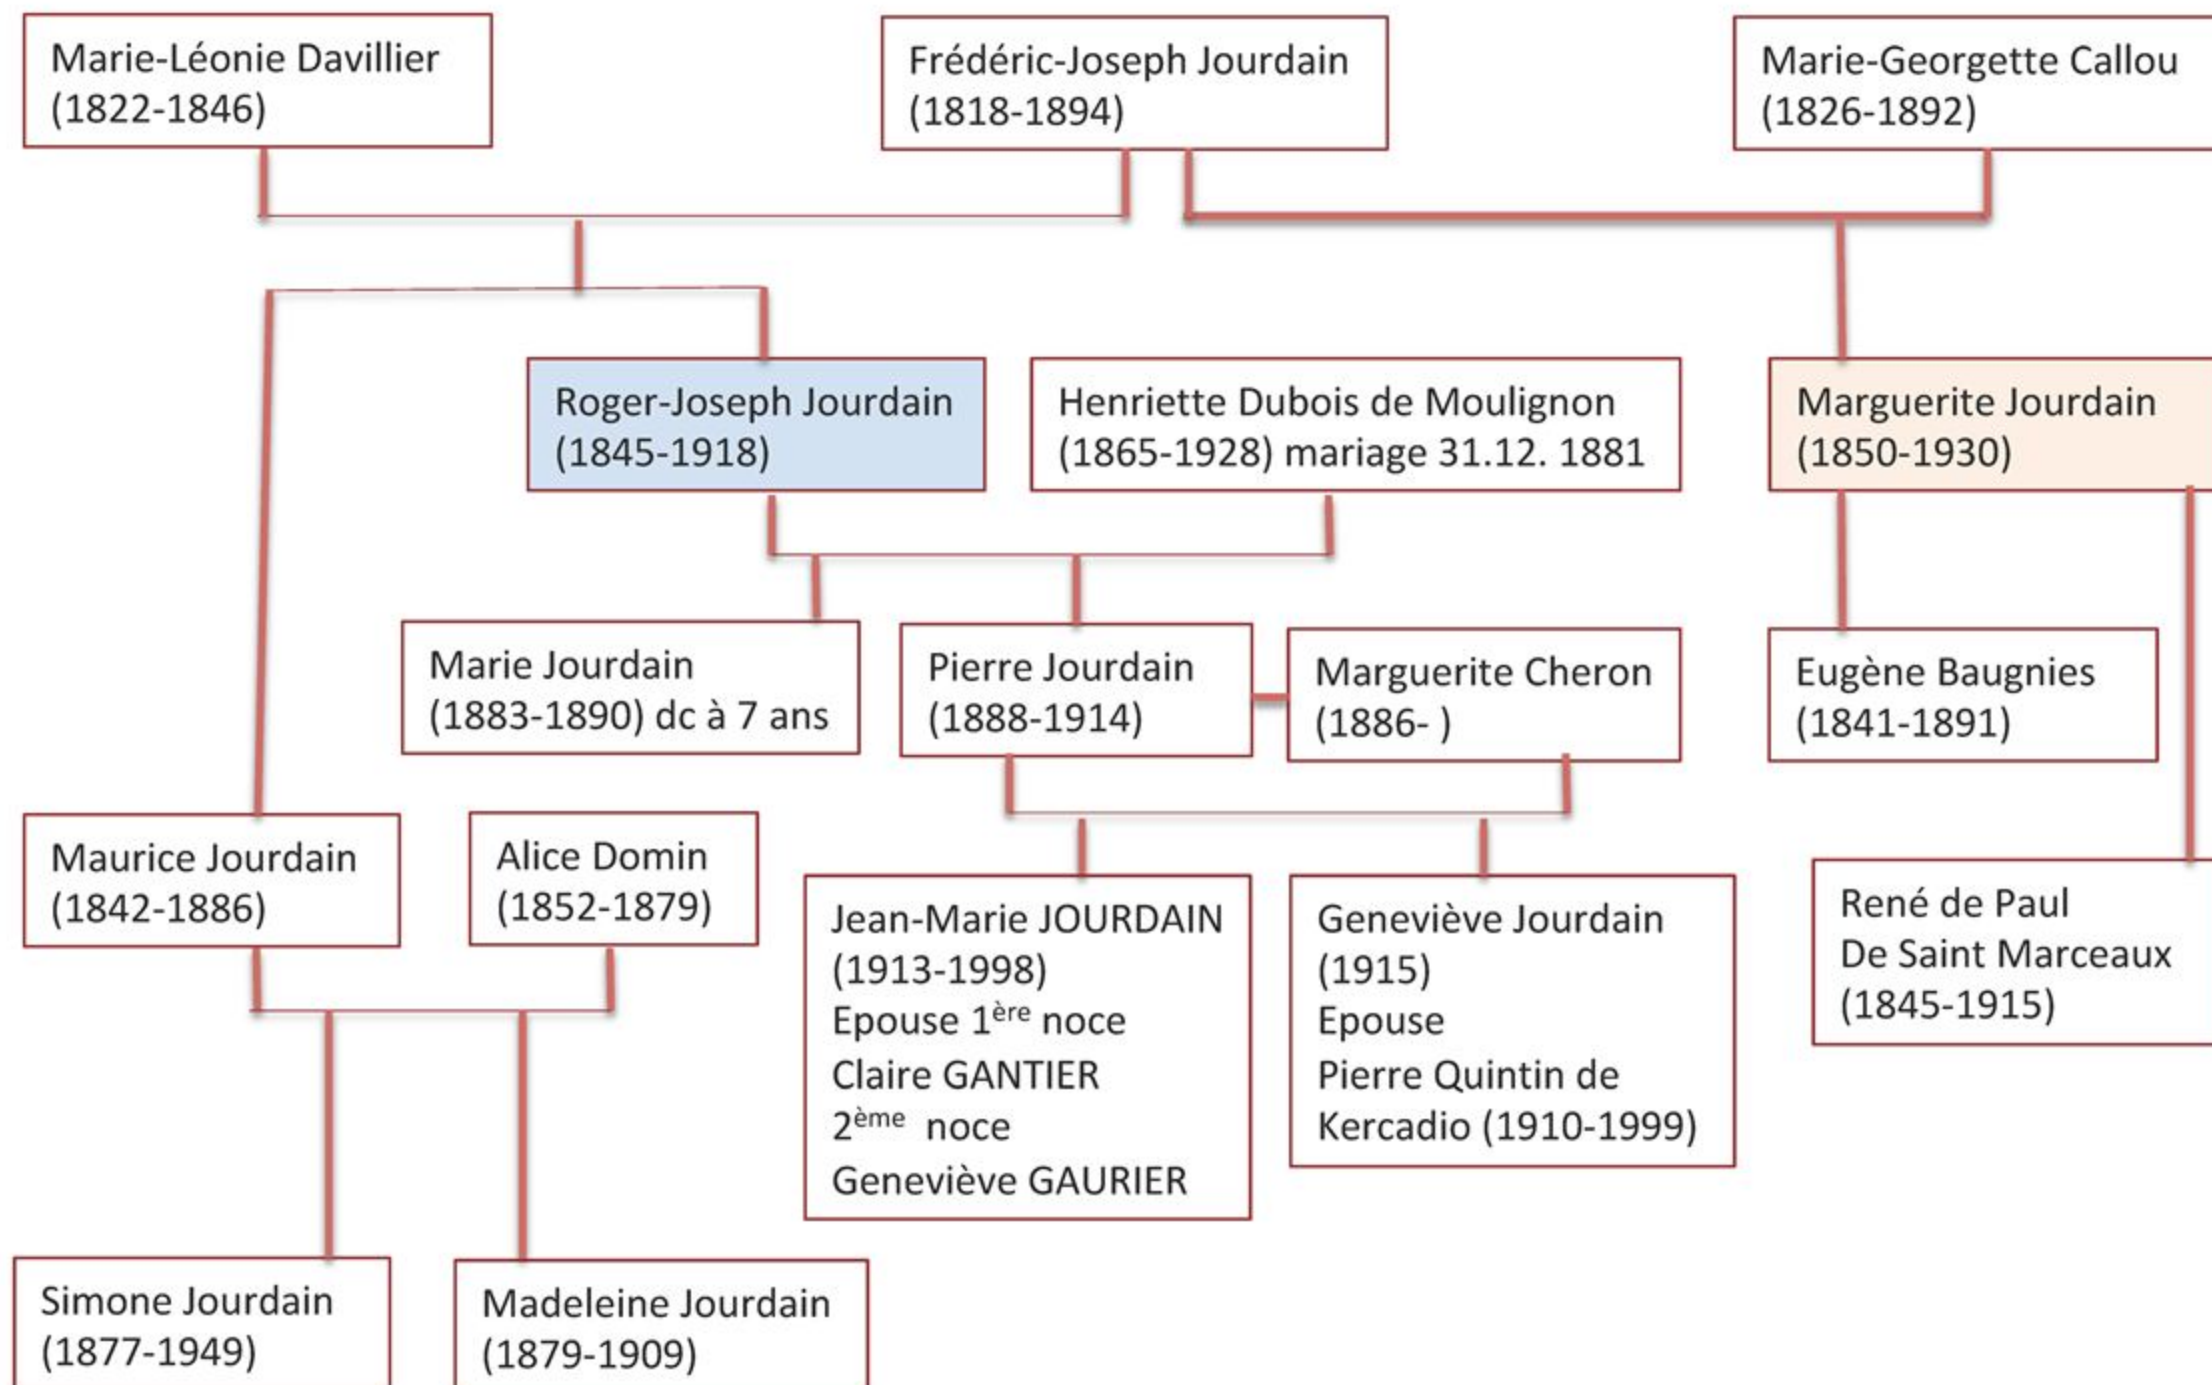 Marie-Léonie Davillier
(1822-1846)
Frédéric-Joseph Jourdain
(1818-1894)
Marie-Georgette Callou
(1826-1892)
Roger-Joseph Jourdain
(1845-1918)
Henriette Dubois de Moulignon
(1865-1928) mariage 31.12. 1881
Marguerite Jourdain
(1850-1930)
Marie Jourdain
(1883-1890) dc à 7 ans
Pierre Jourdain
(1888-1914)
Marguerite Cheron
(1886- )
Eugène Baugnies
(1841-1891)
Maurice Jourdain
(1842-1886)
Alice Domin
(1852-1879)
Jean-Marie JOURDAIN
(1913-1998)
Epouse 1ère noce
Claire GANTIER
2ème noce
Geneviève GAURIER
Geneviève Jourdain
(1915)
Epouse
Pierre Quintin de
Kercadio (1910-1999)
René de Paul
De Saint Marceaux
(1845-1915)
Simone Jourdain
(1877-1949)
Madeleine Jourdain
(1879-1909)